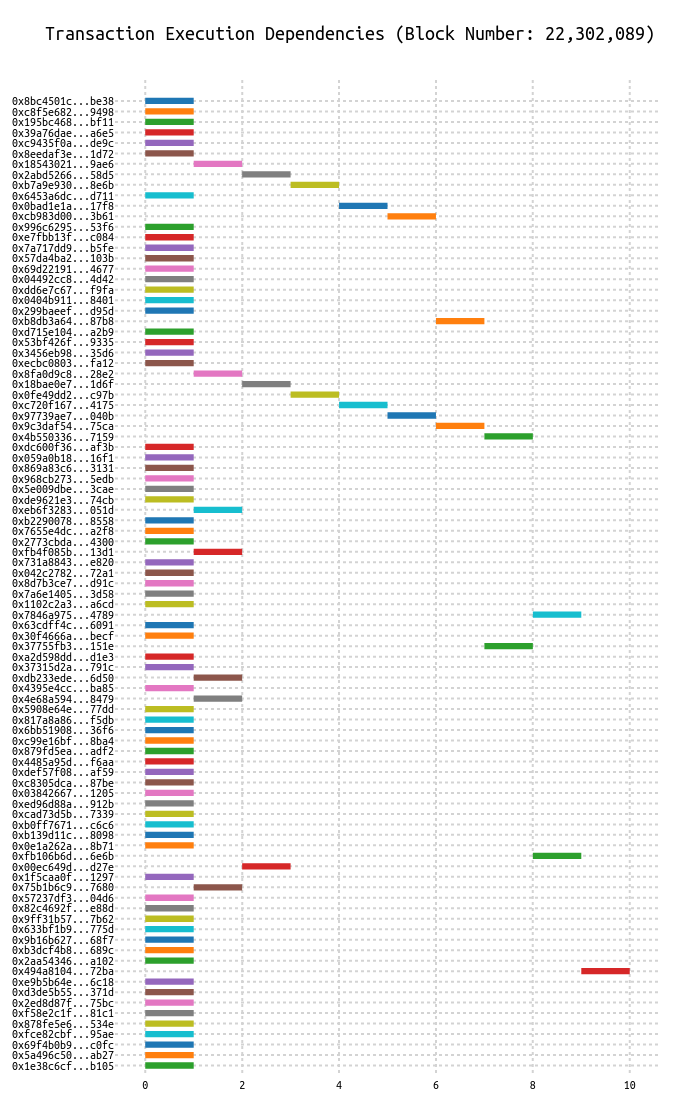 Transaction Execution Dependencies (Block Number: 22,302,089)
0x8bc4501c...be38
0xc8f5e682...9498
0x195bc468...bf11
0x39a76dae...a6e5
0xc9435f0a...de9c
0x8eedaf3e...1d72
0x18543021...9ae6
0x2abd5266...58d5
0xb7a9e930...8e6b
0x6453a6dc...d711
0x0bad1e1a...17f8
0xcb983d00...3b61
0x996c6295...53f6
0xe7fbb13f...c084
0x7a717dd9...b5fe
0x57da4ba2...103b
0x69d22191...4677
0x04492cc8...4d42
0xdd6e7c67...f9fa
0x0404b911...8401
0x299baeef...d95d
0xb8db3a64...87b8
0xd715e104...a2b9
0x53bf426f...9335
0x3456eb98...35d6
0xecbc0803...fa12
0x8fa0d9c8...28e2
0x18bae0e7...1d6f
0x0fe49dd2...c97b
0xc720f167...4175
0x97739ae7...040b
0x9c3daf54...75ca
0x4b550336...7159
0xdc600f36...af3b
0x059a0b18...16f1
0x869a83c6...3131
0x968cb273...5edb
0x5e009dbe...3cae
0xde9621e3...74cb
0xeb6f3283...051d
0xb2290078...8558
0x7655e4dc...a2f8
0x2773cbda...4300
0xfb4f085b...13d1
0x731a8843...e820
0x042c2782...72a1
0x8d7b3ce7...d91c
0x7a6e1405...3d58
0x1102c2a3...a6cd
0x7846a975...4789
0x63cdff4c...6091
0x30f4666a...becf
0x37755fb3...151e
0xa2d598dd...d1e3
0x37315d2a...791c
0xdb233ede...6d50
0x4395e4cc...ba85
0x4e68a594...8479
0x5908e64e...77dd
0x817a8a86...f5db
0x6bb51908...36f6
0xc99e16bf...8ba4
0x879fd5ea...adf2
0x4485a95d...f6aa
0xdef57f08...af59
0xc8305dca...87be
0x03842667...1205
0xed96d88a...912b
0xcad73d5b...7339
0xb0ff7671...c6c6
0xb139d11c...8098
0x0e1a262a...8b71
0xfb106b6d...6e6b
0x00ec649d...d27e
0x1f5caa0f...1297
0x75b1b6c9...7680
0x57237df3...04d6
0x82c4692f...e88d
0x9ff31b57...7b62
0x633bf1b9...775d
0x9b16b627...68f7
0xb3dcf4b8...689c
0x2aa54346...a102
0x494a8104...72ba
0xe9b5b64e...6c18
0xd3de5b55...371d
0x2ed8d87f...75bc
0xf58e2c1f...81c1
0x878fe5e6...534e
0xfce82cbf...95ae
0x69f4b0b9...c0fc
0x5a496c50...ab27
0x1e38c6cf...b105
0 2 4 6 8 10